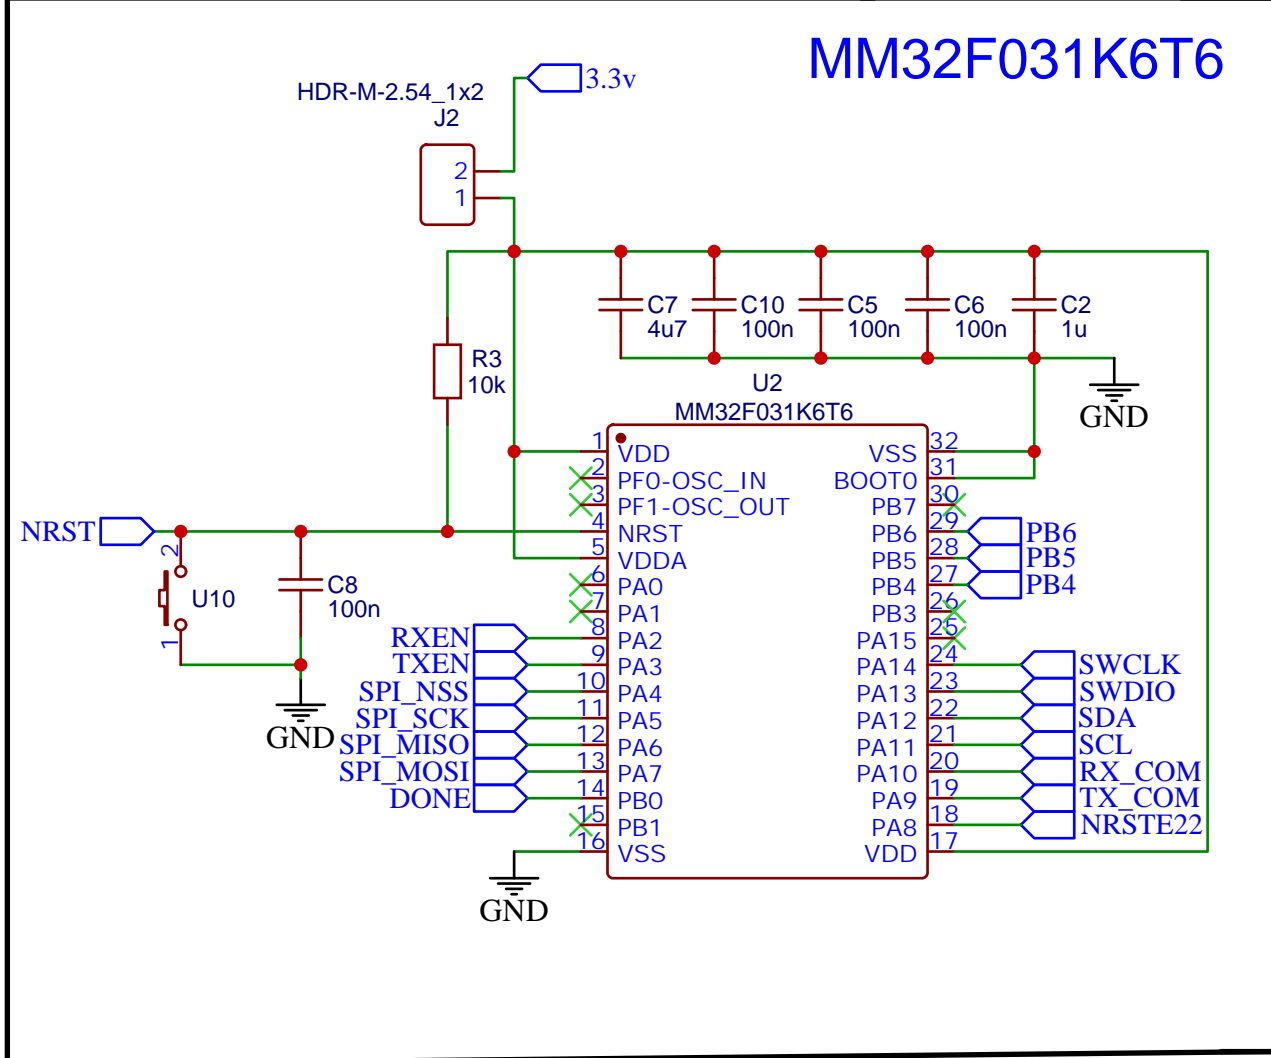 MM32F031K6T6
3.3v
HDR-M-2.54_1x2
J2
2
1
C7
4u7
C10
100n
C5
100n
C6
100n
C2
1u
R3
10k
GND
U2
MM32F031K6T6
1 VDD
2 PF0-OSC_IN
3 PF1-OSC_OUT
4 NRST
5 VDDA
6 PA0
7 PA1
8 PA2
9 PA3
10 PA4
11 PA5
12 PA6
13 PA7
14 PB0
15 PB1
16 VSS
VSS 32
BOOT0 31
PB7 30
PB6 29
PB5 28
PB4 27
PB3 26
PA15 25
PA14 24
PA13 23
PA12 22
PA11 21
PA10 20
PA9 19
PA8 18
VDD 17
NRST
2
U10
1
C8
100n
GND
RXEN
TXEN
SPI_NSS
SPI_SCK
SPI_MISO
SPI_MOSI
DONE
GND
PB6
PB5
PB4
SWCLK
SWDIO
SDA
SCL
RX_COM
TX_COM
NRSTE22